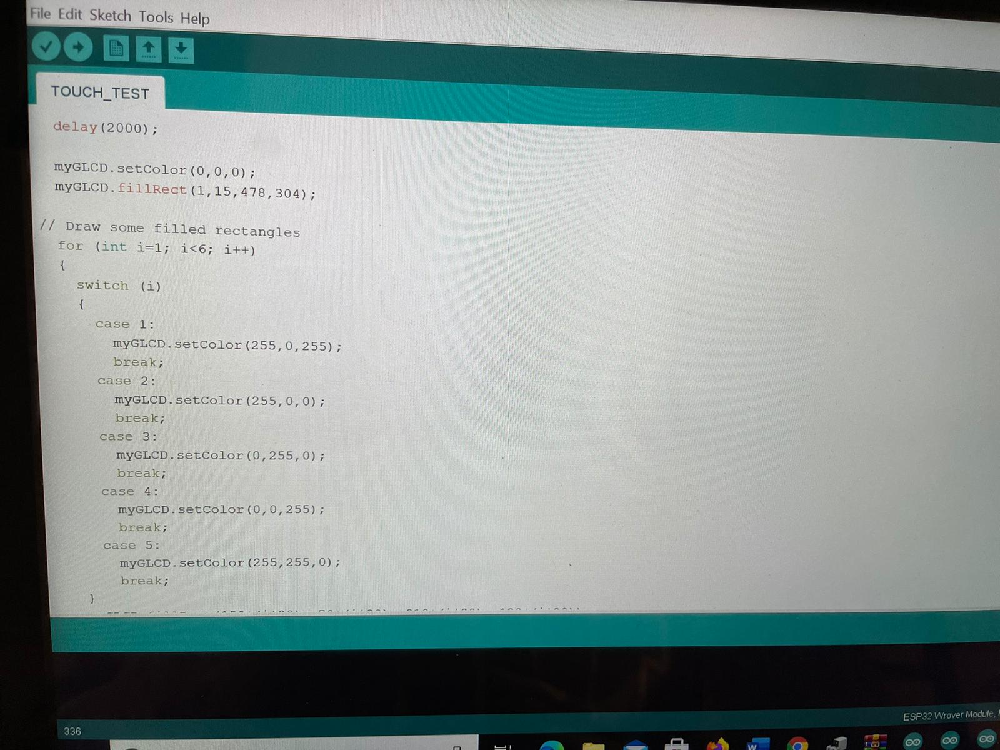 File Edit Sketch Tools Help
TOUCH_TEST
delay(2000);
myGLCD.setColor(0,0,0);
myGLCD.fillRect(1,15,478,304);
// Draw some filled rectangles
for (int i=1; i<6; i++)
{
switch (i)
{
case 1:
myGLCD.setColor(255,0,255);
break;
case 2:
myGLCD.setColor(255,0,0);
break;
case 3:
myGLCD.setColor(0,255,0);
break;
case 4:
myGLCD.setColor(0,0,255);
break;
case 5:
myGLCD.setColor(255,255,0);
break;
}
ESP32 Wrover Module,
336